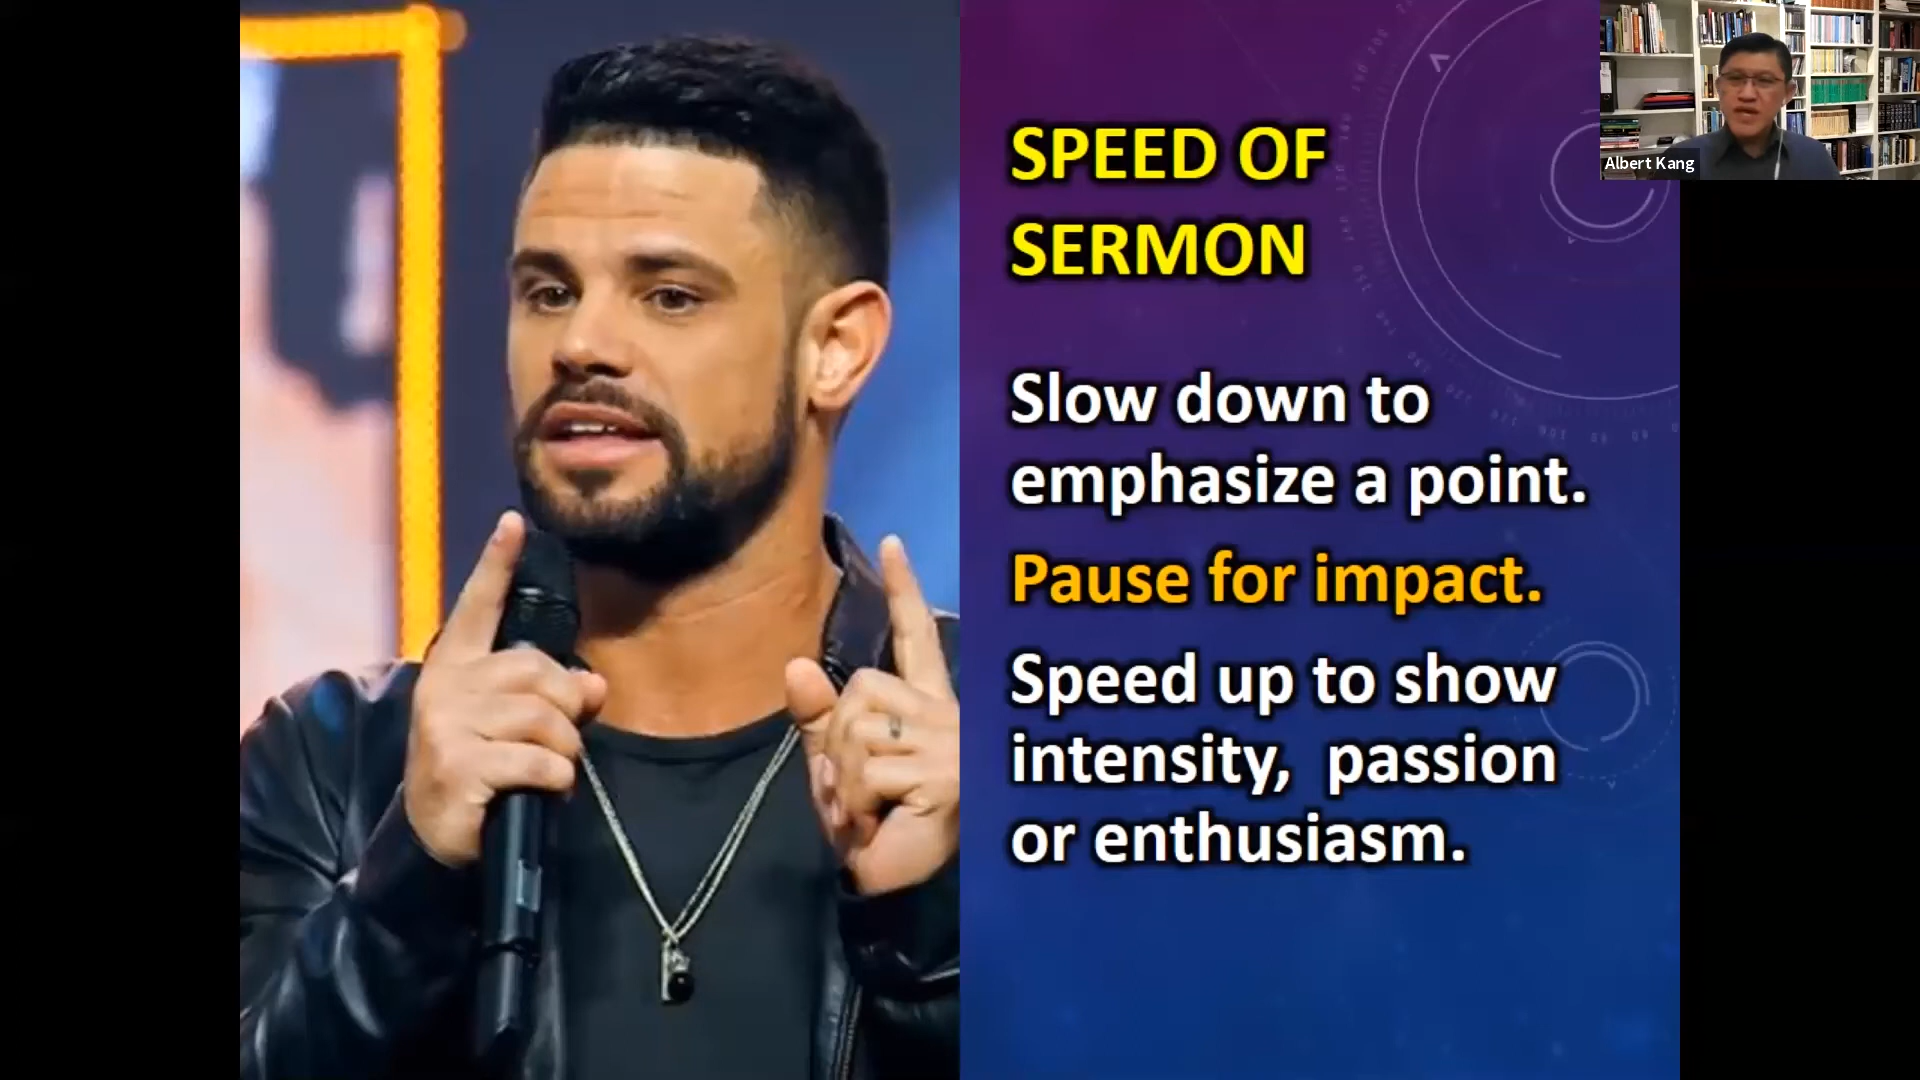 SPEED OF
SERMON
Slow down to
emphasize a point.
Pause for impact.
Speed up to show
intensity, passion
or enthusiasm.
Albert Kang